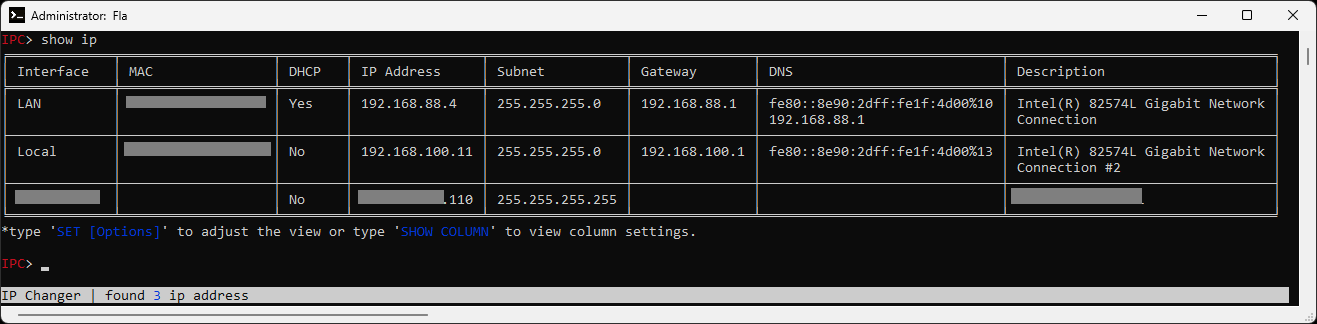 Administrator: Fla
IPC> show ip
Interface MAC DHCP IP Address Subnet Gateway DNS Description
LAN Yes 192.168.88.4 255.255.255.0 192.168.88.1 fe80::8e90:2dff:fe1f:4d00%10 Intel(R) 82574L Gigabit Network
192.168.88.1 Connection
Local No 192.168.100.11 255.255.255.0 192.168.100.1 fe80::8e90:2dff:fe1f:4d00%13 Intel(R) 82574L Gigabit Network
Connection #2
No .110 255.255.255.255
*type 'SET [Options]' to adjust the view or type 'SHOW COLUMN' to view column settings.
IPC>
IP Changer | found 3 ip address